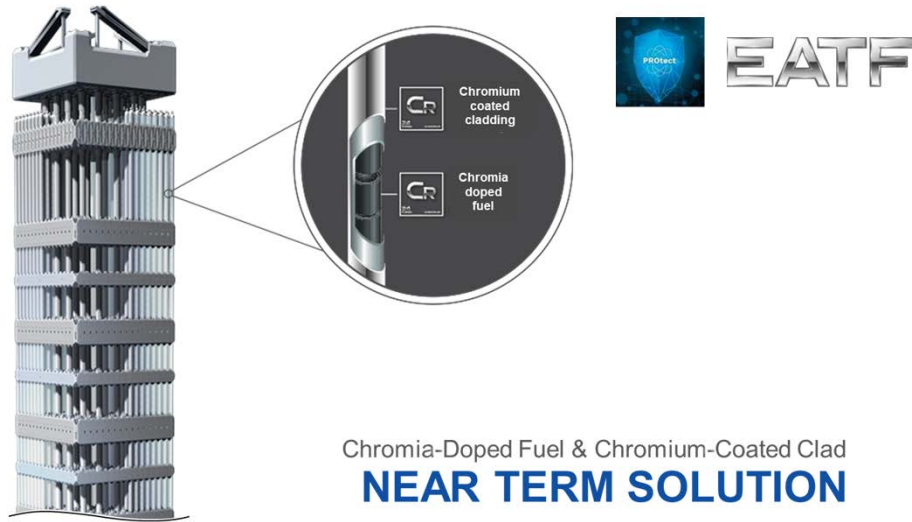 PROtect
EATF
CR
Chromium
coated
cladding
CR
Chromia
doped
fuel
Chromia-Doped Fuel & Chromium-Coated Clad
NEAR TERM SOLUTION